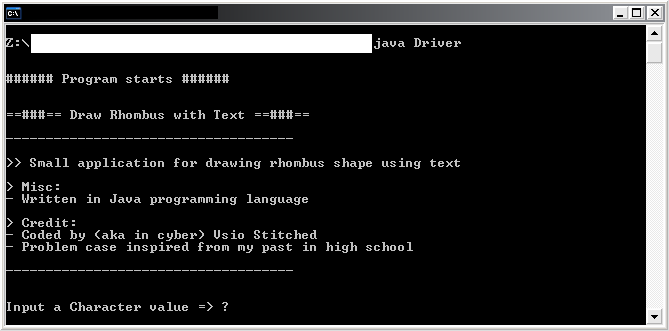 Z:\ java Driver
###### Program starts ######
==###== Draw Rhombus with Text ==###==
------------------------------------
>> Small application for drawing rhombus shape using text
> Misc:
- Written in Java programming language
> Credit:
- Coded by (aka in cyber) Vsio Stitched
- Problem case inspired from my past in high school
------------------------------------
Input a Character value => ?